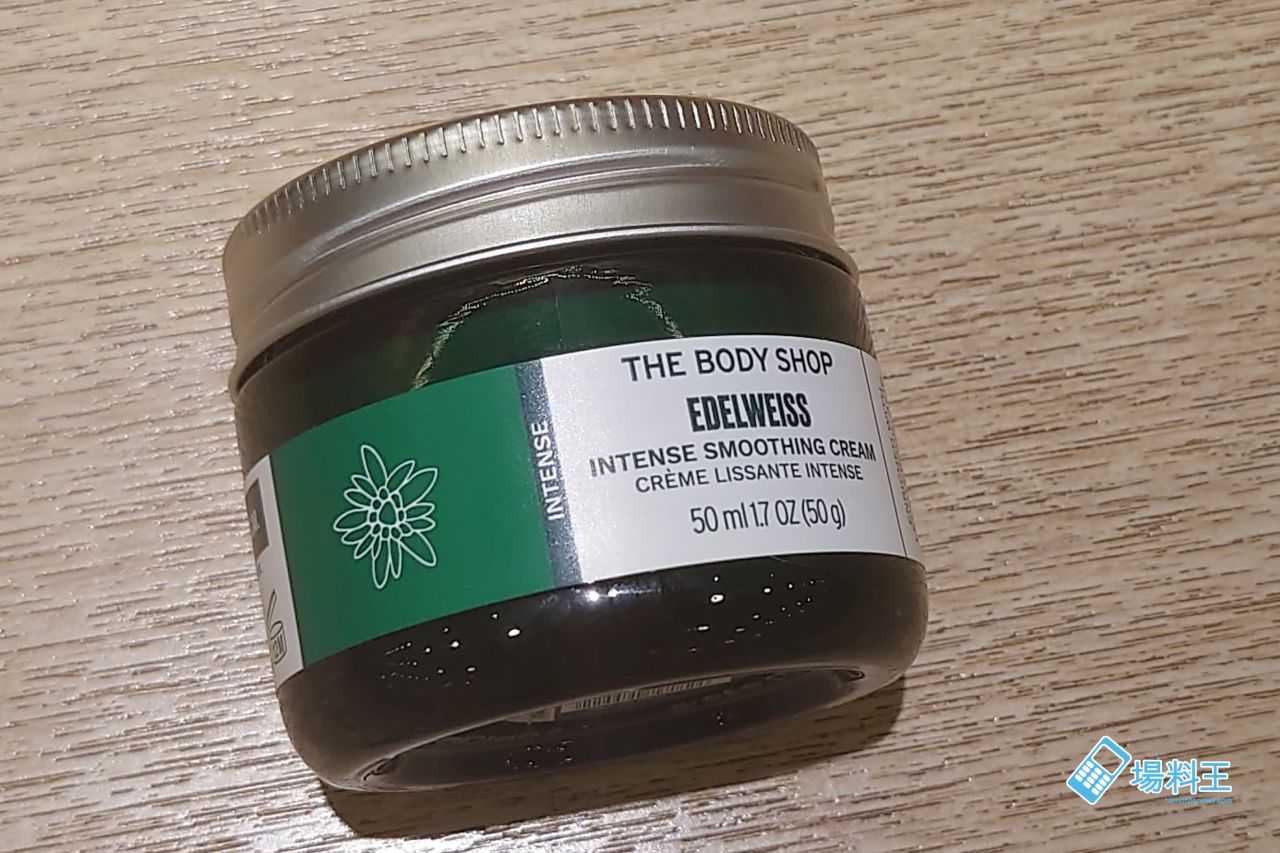 THE BODY SHOP
EDELWEISS
INTENSE SMOOTHING CREAM
CRÈME LISSANTE INTENSE
50 ml 1.7 OZ (50 g)
INTENSE
場料王